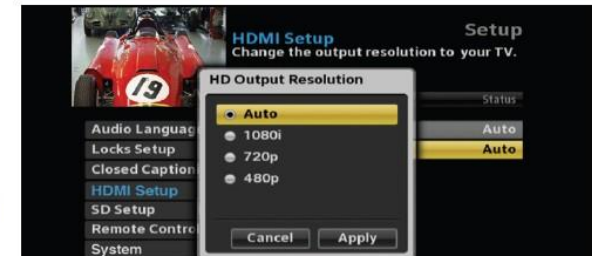 Setup
HDMI Setup
Change the output resolution to your TV.
19
HD Output Resolution
Status
Auto
1080i
720p
480p
Cancel Apply
Audio Languag
Locks Setup
Closed Caption
HDMI Setup
SD Setup
Remote Contro
System
Auto
Auto